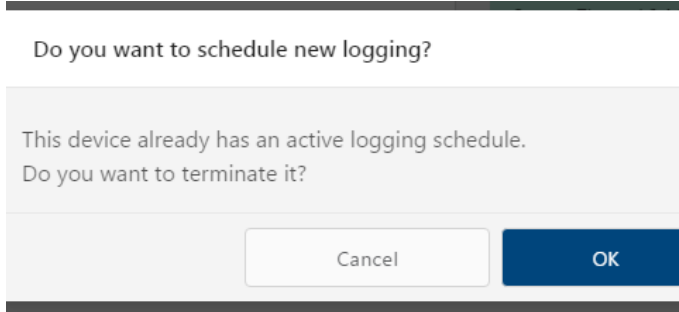 Do you want to schedule new logging?
This device already has an active logging schedule.
Do you want to terminate it?
Cancel
OK